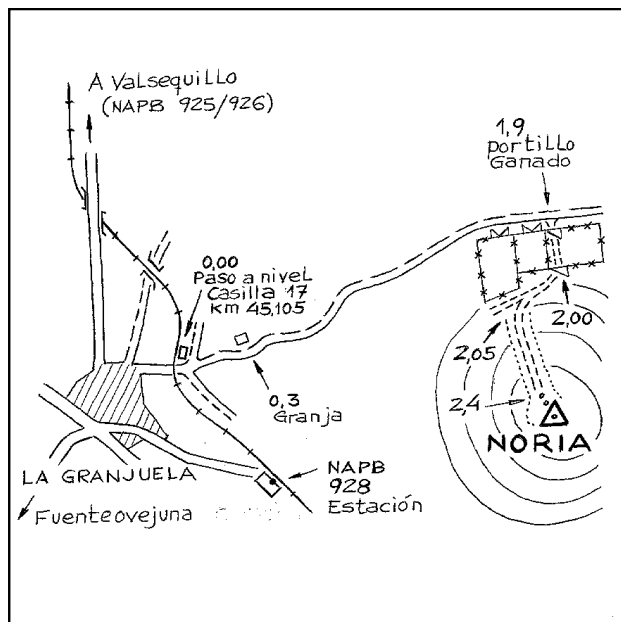 A Valsequillo
(NAPB 925/926)
1,9
portillo
Ganado
0,00
Paso a nivel
Casilla 17
km 45,105
2,00
2,05
0,3
Granja
2,4
NORIA
LA GRANJUELA
NAPB
928
Estación
Fuenteovejuna